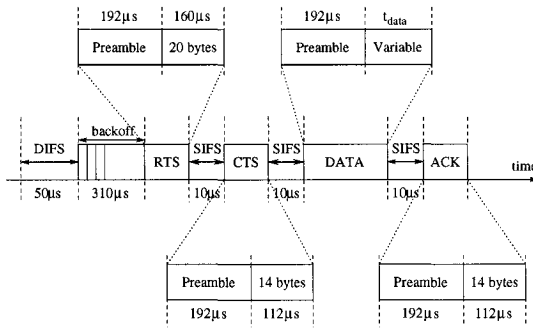 192μs 160μs 192μs t_data
Preamble 20 bytes Preamble Variable
backoff
DIFS RTS SIFS CTS SIFS DATA SIFS ACK
time
50μs 310μs 10μs 10μs 10μs
Preamble 14 bytes Preamble 14 bytes
192μs 112μs 192μs 112μs